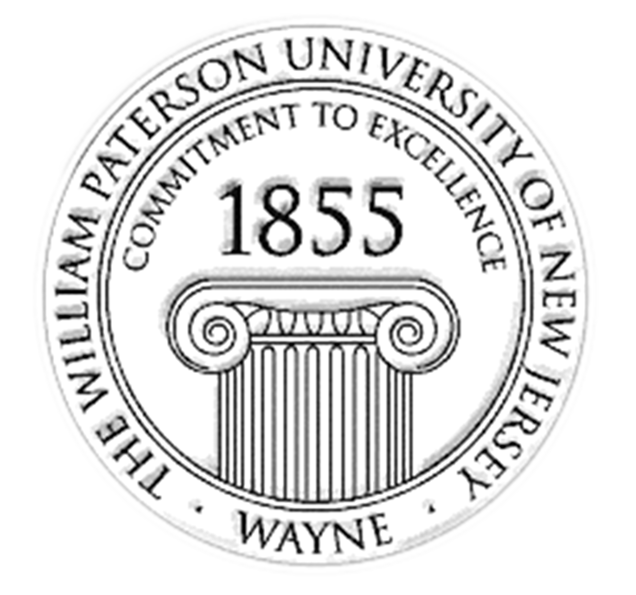 THE WILLIAM PATERSON UNIVERSITY OF NEW JERSEY
COMMITMENT TO EXCELLENCE
1855
· WAYNE ·